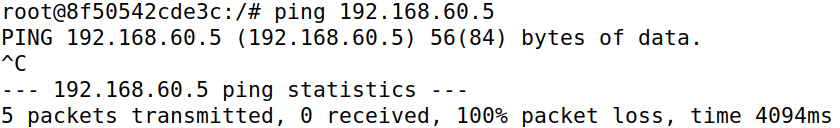 root@8f50542cde3c:/# ping 192.168.60.5
PING 192.168.60.5 (192.168.60.5) 56(84) bytes of data.
^C
--- 192.168.60.5 ping statistics ---
5 packets transmitted, 0 received, 100% packet loss, time 4094ms